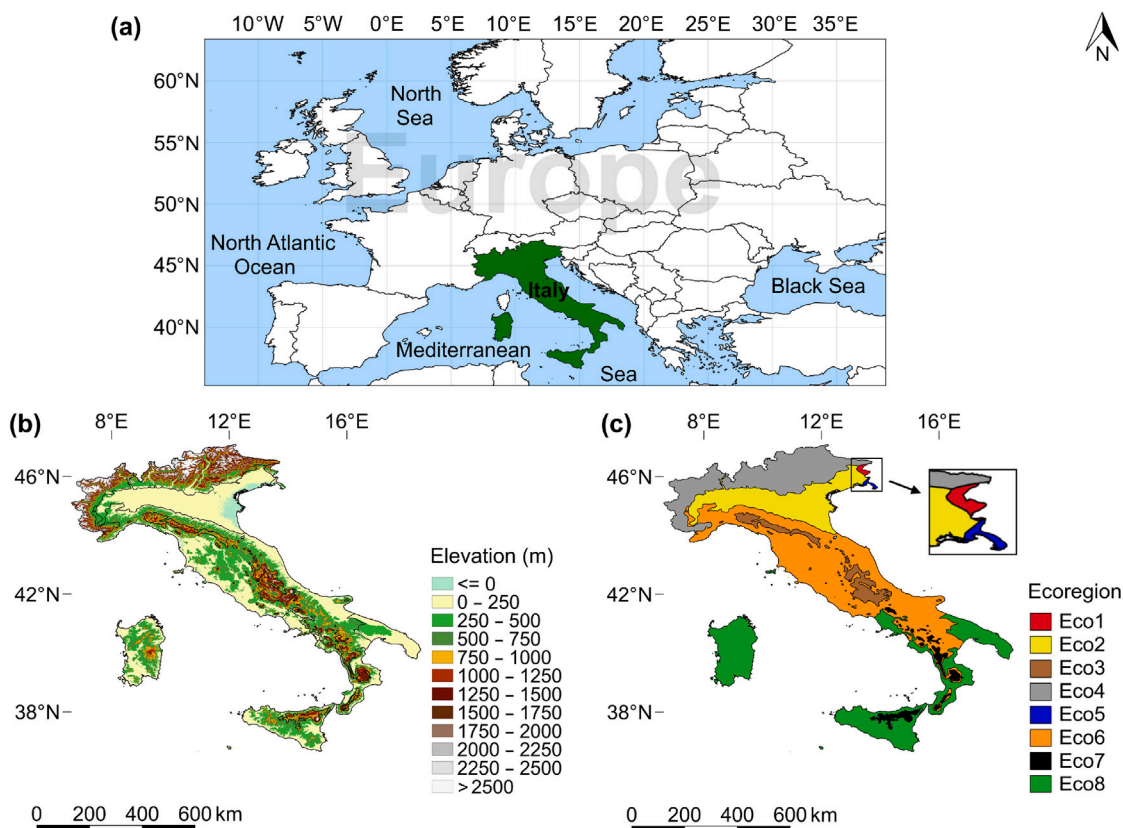 (a)
10°W 5°W 0°E 5°E 10°E 15°E 20°E 25°E 30°E 35°E
N
60°N
55°N
50°N
45°N
40°N
North
Sea
Europe
North Atlantic
Ocean
Italy
Black Sea
Mediterranean
Sea
(b)
8°E 12°E 16°E
46°N
42°N
38°N
Elevation (m)
<= 0
0 – 250
250 – 500
500 – 750
750 – 1000
1000 – 1250
1250 – 1500
1500 – 1750
1750 – 2000
2000 – 2250
2250 – 2500
> 2500
0 200 400 600 km
(c)
8°E 12°E 16°E
46°N
42°N
38°N
Ecoregion
Eco1
Eco2
Eco3
Eco4
Eco5
Eco6
Eco7
Eco8
0 200 400 600 km